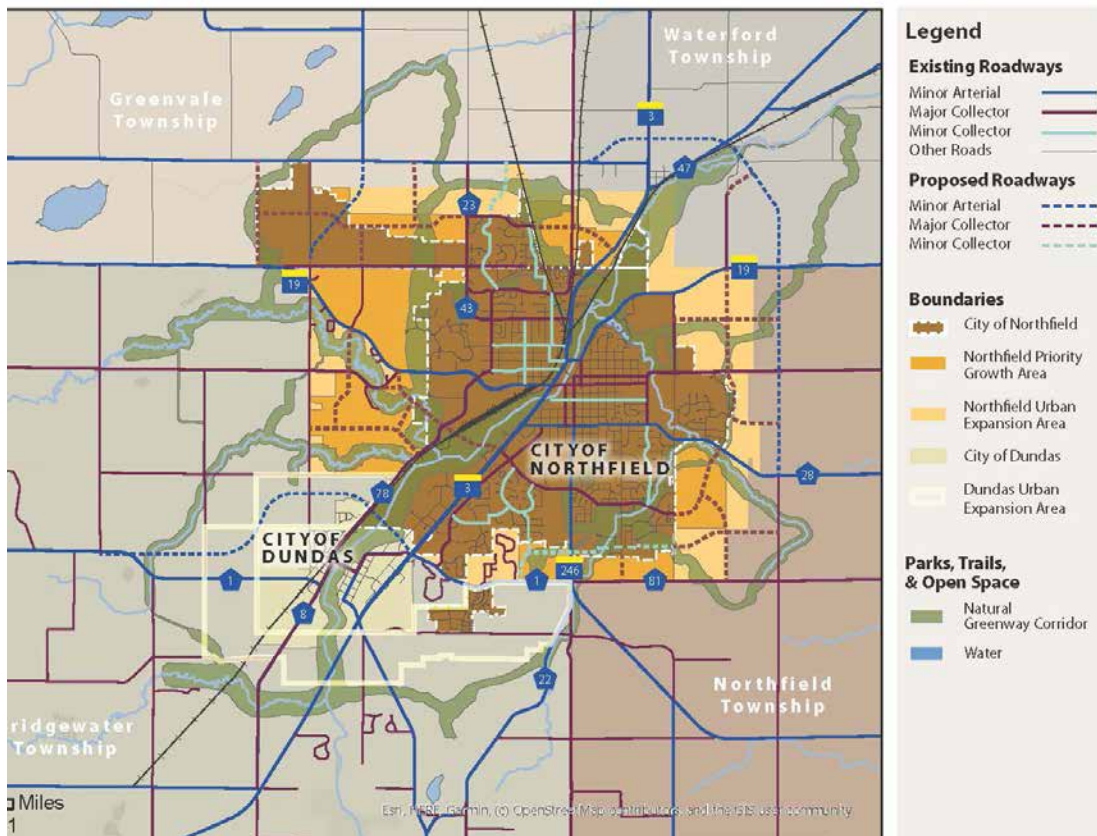 Waterford
Township
Greenvale
Township
3
47
23
19
19
43
CITY OF
NORTHFIELD
28
3
78
CITY OF
DUNDAS
1
8
1
246
81
22
Northfield
Township
ridgewater
Township
Miles
1
Esri, HERE, Garmin, (c) OpenStreetMap contributors, and the GIS user community
Legend
Existing Roadways
Minor Arterial
Major Collector
Minor Collector
Other Roads
Proposed Roadways
Minor Arterial
Major Collector
Minor Collector
Boundaries
City of Northfield
Northfield Priority
Growth Area
Northfield Urban
Expansion Area
City of Dundas
Dundas Urban
Expansion Area
Parks, Trails,
& Open Space
Natural
Greenway Corridor
Water